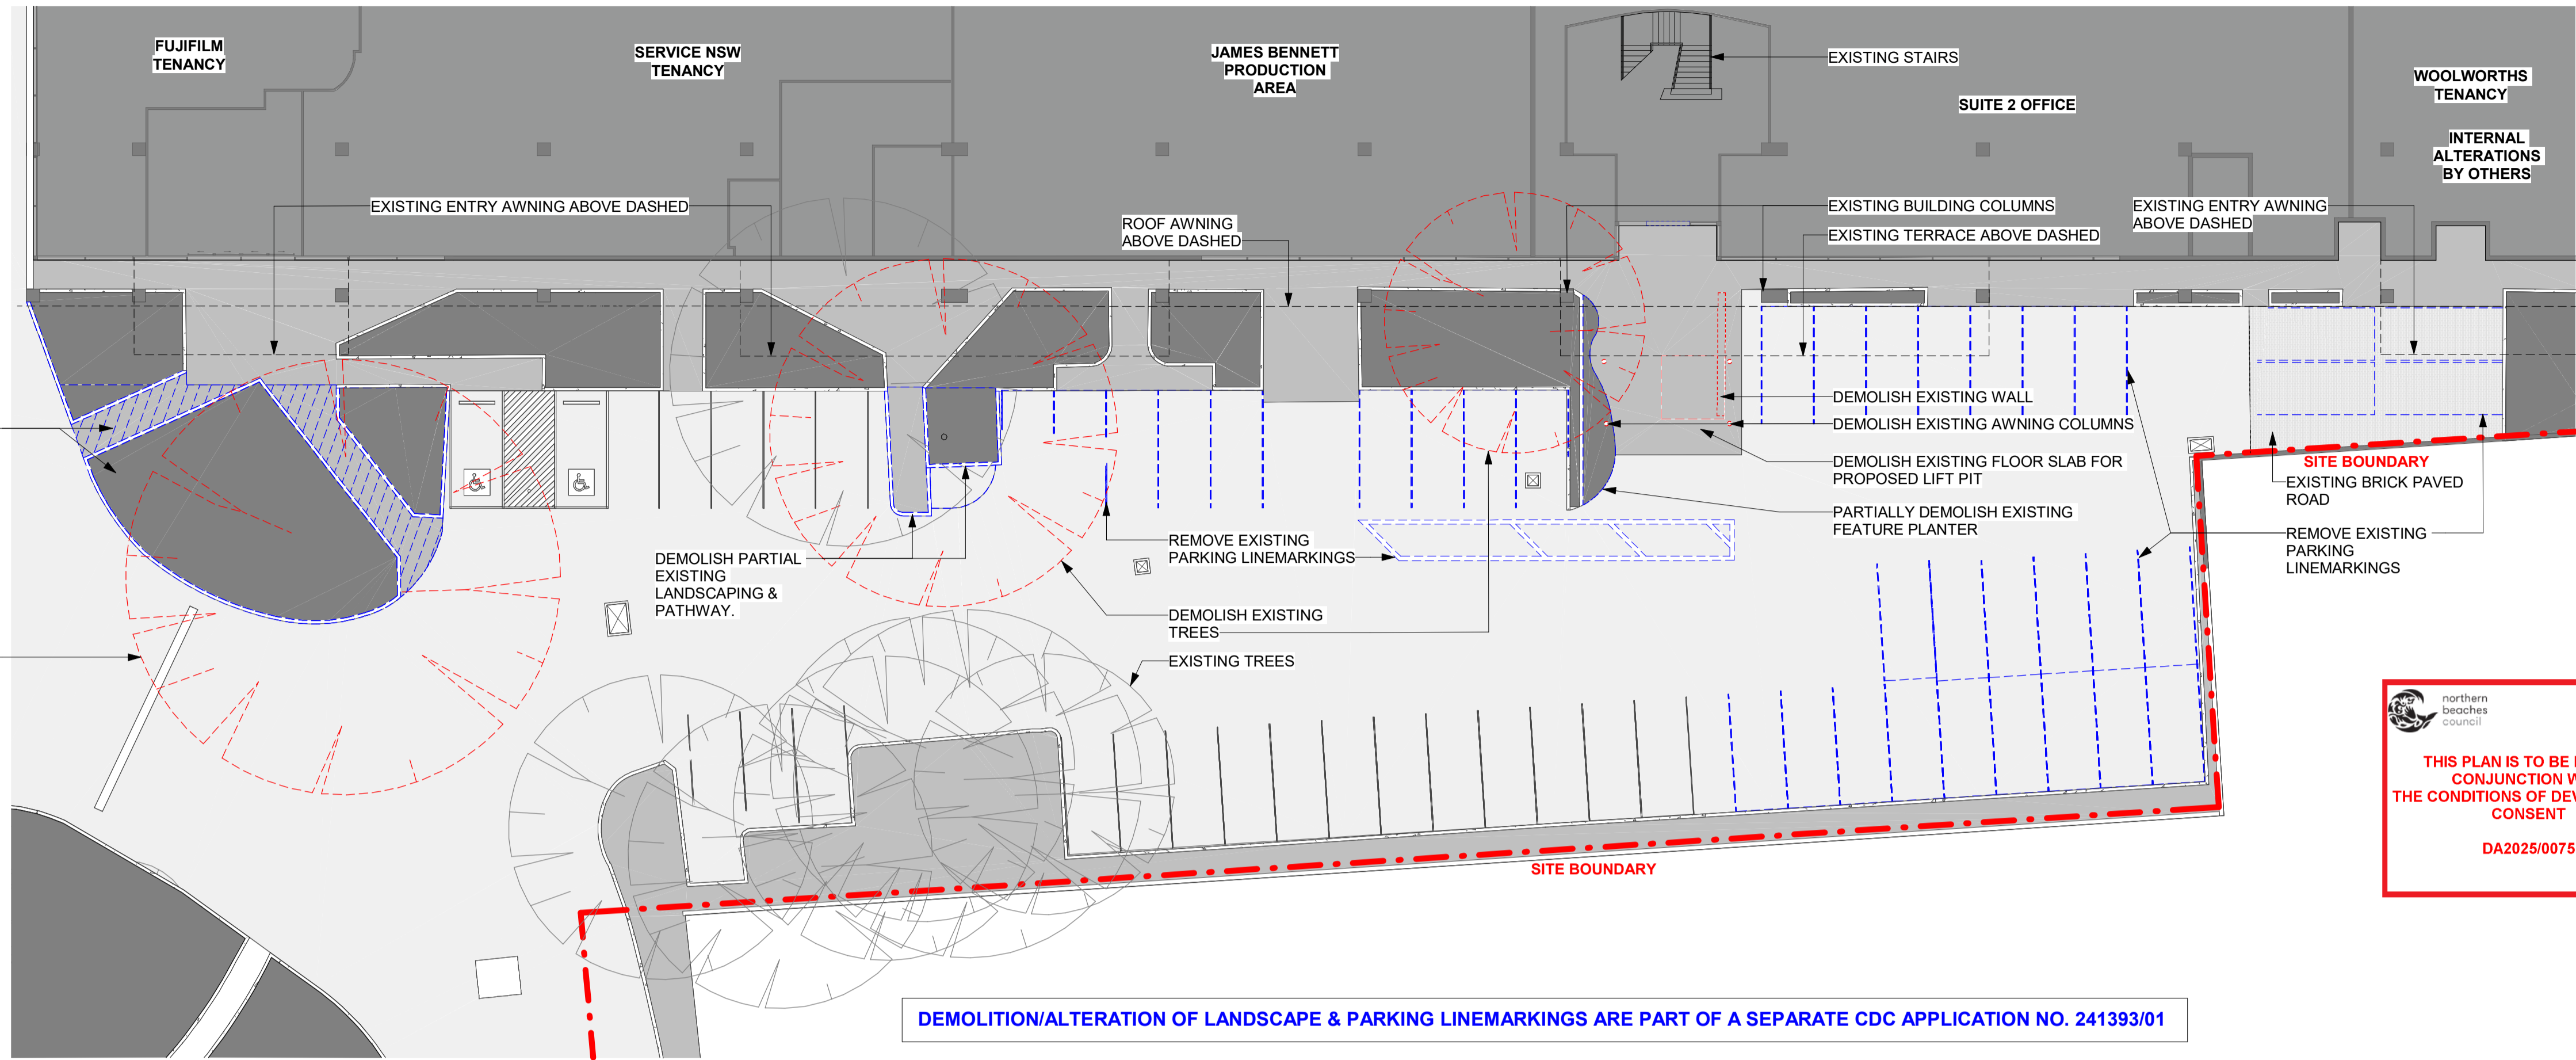 FUJIFILM
TENANCY
SERVICE NSW
TENANCY
JAMES BENNETT
PRODUCTION
AREA
EXISTING STAIRS
SUITE 2 OFFICE
WOOLWORTHS
TENANCY
INTERNAL
ALTERATIONS
BY OTHERS
EXISTING ENTRY AWNING ABOVE DASHED
ROOF AWNING
ABOVE DASHED
EXISTING BUILDING COLUMNS
EXISTING TERRACE ABOVE DASHED
EXISTING ENTRY AWNING
ABOVE DASHED
DEMOLISH EXISTING WALL
DEMOLISH EXISTING AWNING COLUMNS
DEMOLISH EXISTING FLOOR SLAB FOR
PROPOSED LIFT PIT
PARTIALLY DEMOLISH EXISTING
FEATURE PLANTER
SITE BOUNDARY
EXISTING BRICK PAVED
ROAD
REMOVE EXISTING
PARKING
LINEMARKINGS
DEMOLISH PARTIAL
EXISTING
LANDSCAPING &
PATHWAY.
REMOVE EXISTING
PARKING LINEMARKINGS
DEMOLISH EXISTING
TREES
EXISTING TREES
northern
beaches
council
THIS PLAN IS TO BE
CONJUNCTION W
THE CONDITIONS OF DEV
CONSENT
DA2025/0075
SITE BOUNDARY
DEMOLITION/ALTERATION OF LANDSCAPE & PARKING LINEMARKINGS ARE PART OF A SEPARATE CDC APPLICATION NO. 241393/01